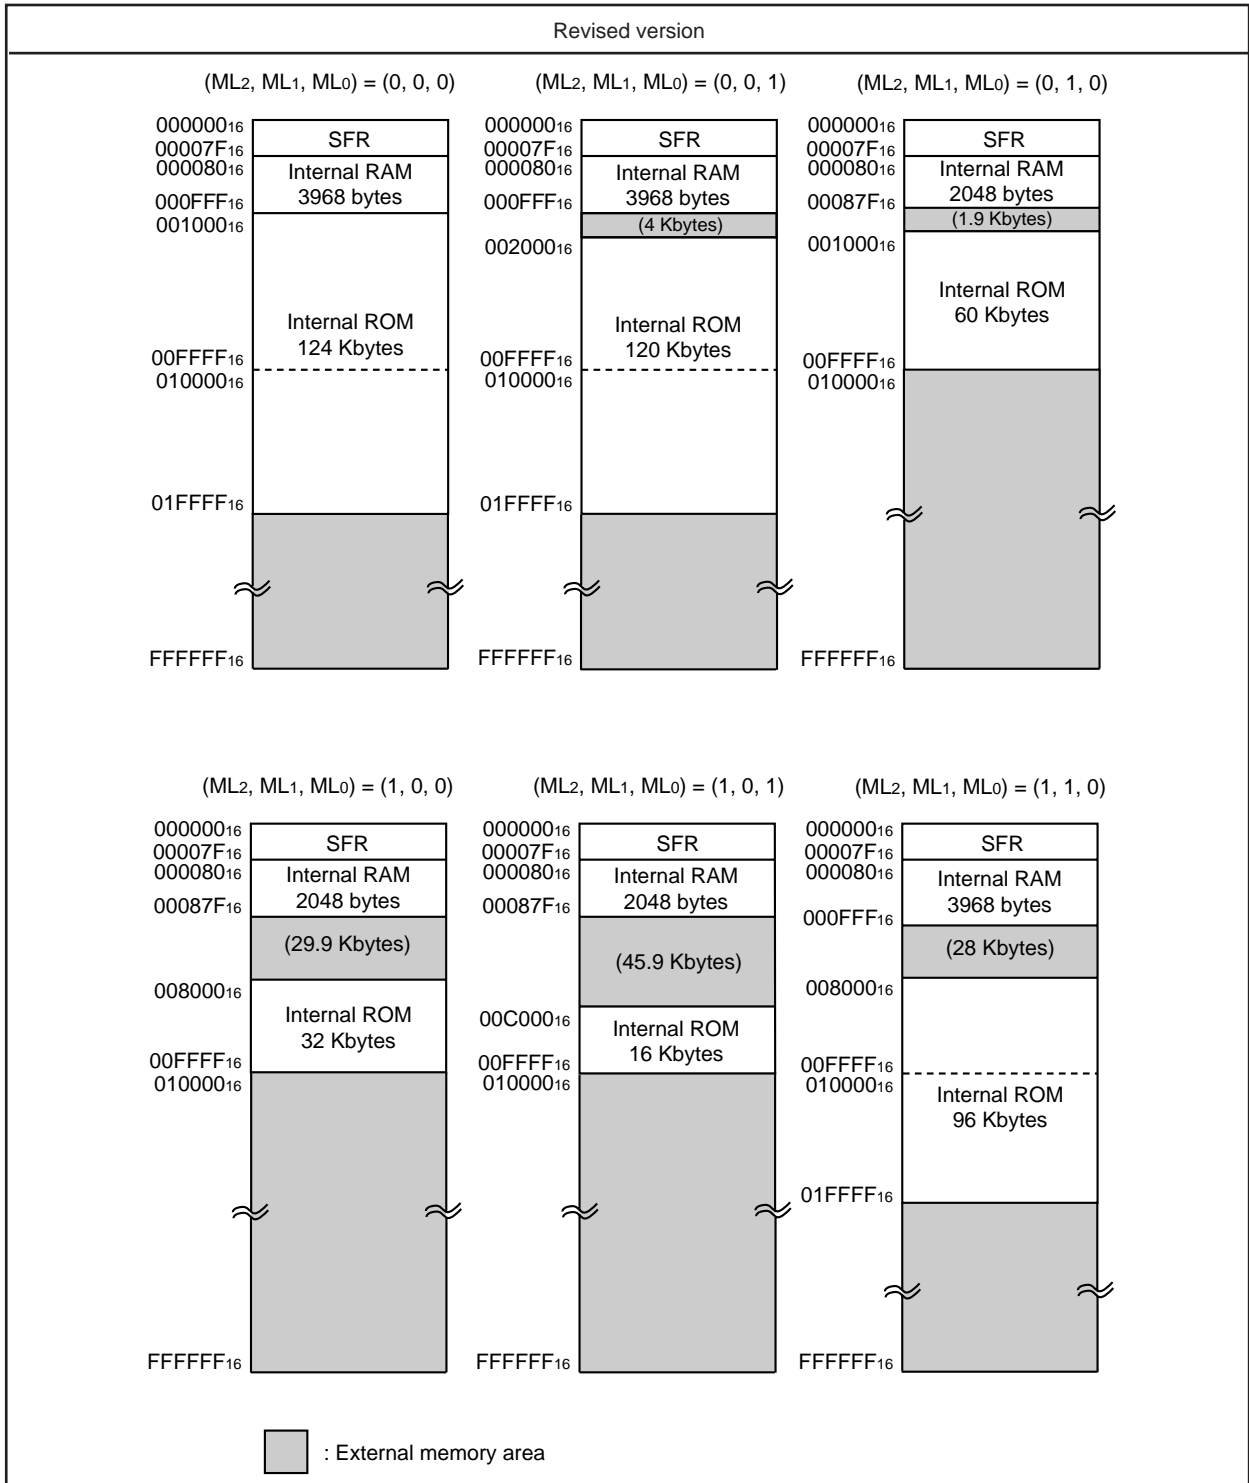 Revised version
(ML2, ML1, ML0) = (0, 0, 0)
00000016
SFR
00007F16
00008016
Internal RAM
3968 bytes
000FFF16
00100016
Internal ROM
124 Kbytes
00FFFF16
01000016
01FFFF16
FFFFFF16
(ML2, ML1, ML0) = (0, 0, 1)
00000016
SFR
00007F16
00008016
Internal RAM
3968 bytes
000FFF16
(4 Kbytes)
00200016
Internal ROM
120 Kbytes
00FFFF16
01000016
01FFFF16
FFFFFF16
(ML2, ML1, ML0) = (0, 1, 0)
00000016
SFR
00007F16
00008016
Internal RAM
2048 bytes
00087F16
(1.9 Kbytes)
00100016
Internal ROM
60 Kbytes
00FFFF16
01000016
FFFFFF16
(ML2, ML1, ML0) = (1, 0, 0)
00000016
SFR
00007F16
00008016
Internal RAM
2048 bytes
00087F16
(29.9 Kbytes)
00800016
Internal ROM
32 Kbytes
00FFFF16
01000016
FFFFFF16
(ML2, ML1, ML0) = (1, 0, 1)
00000016
SFR
00007F16
00008016
Internal RAM
2048 bytes
00087F16
(45.9 Kbytes)
00C00016
Internal ROM
16 Kbytes
00FFFF16
01000016
FFFFFF16
(ML2, ML1, ML0) = (1, 1, 0)
00000016
SFR
00007F16
00008016
Internal RAM
3968 bytes
000FFF16
(28 Kbytes)
00800016
00FFFF16
01000016
Internal ROM
96 Kbytes
01FFFF16
FFFFFF16
: External memory area